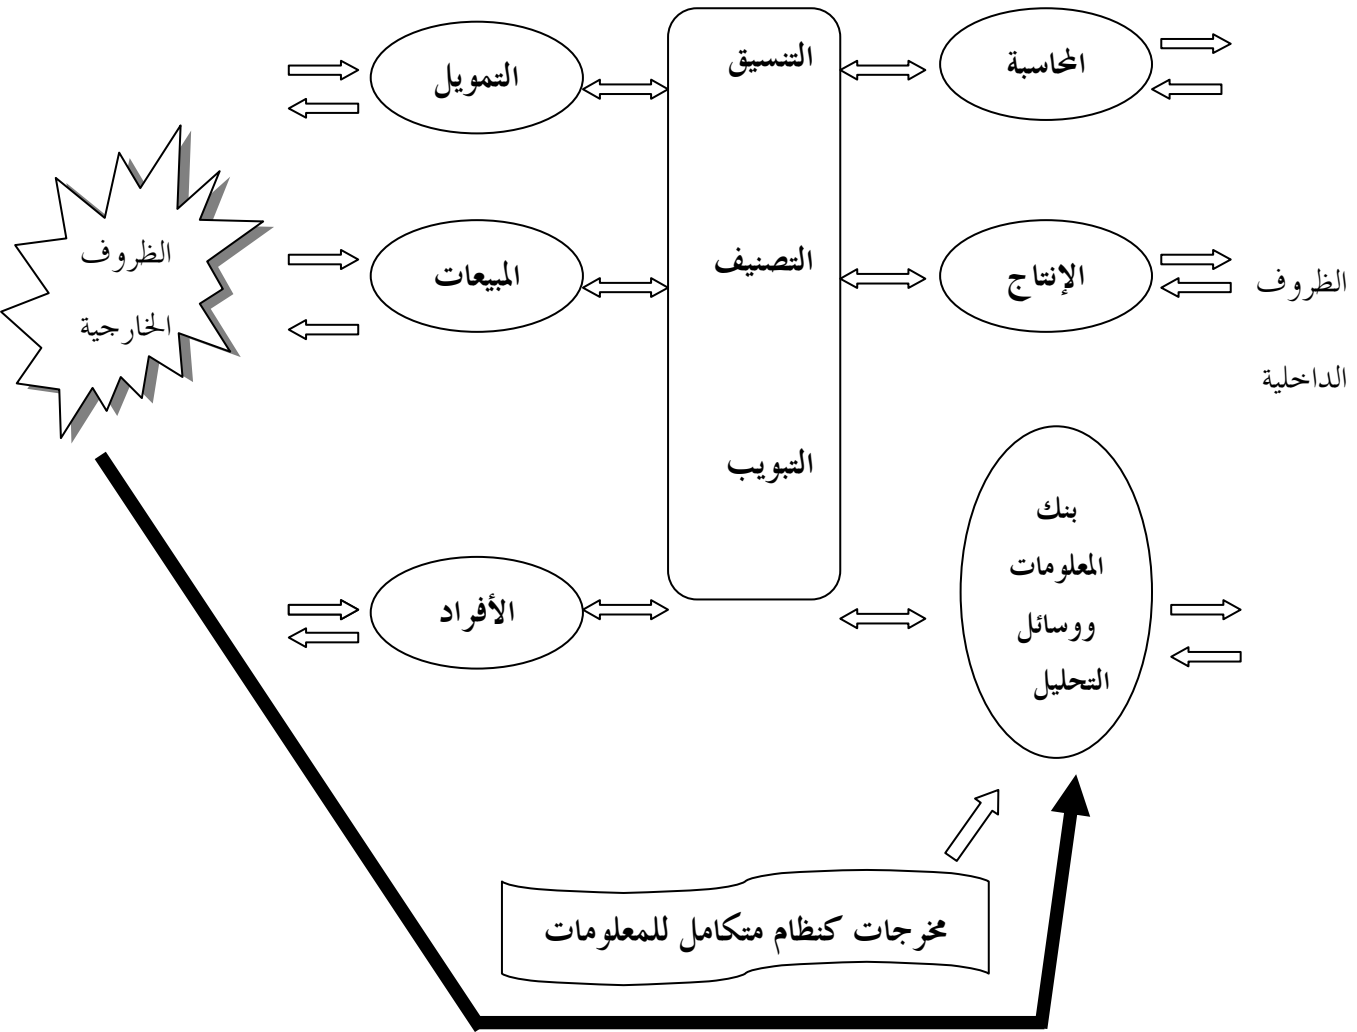 المحاسبة
التنسيق
التمويل
الظروف
الخارجية
المبيعات
التصنيف
الإنتاج
الظروف
الداخلية
التبويب
بنك
المعلومات
ووسائل
التحليل
الأفراد
مخرجات كنظام متكامل للمعلومات